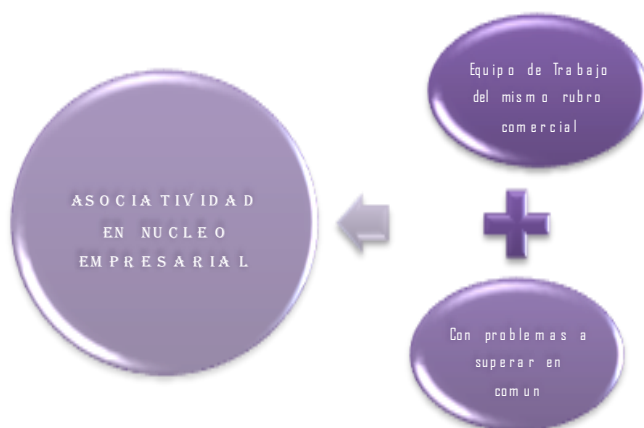 ASOCIATIVIDAD
EN NUCLEO
EMPRESARIAL
Equipo de Trabajo
del mismo rubro
comercial
Con problemas a
superar en
comun